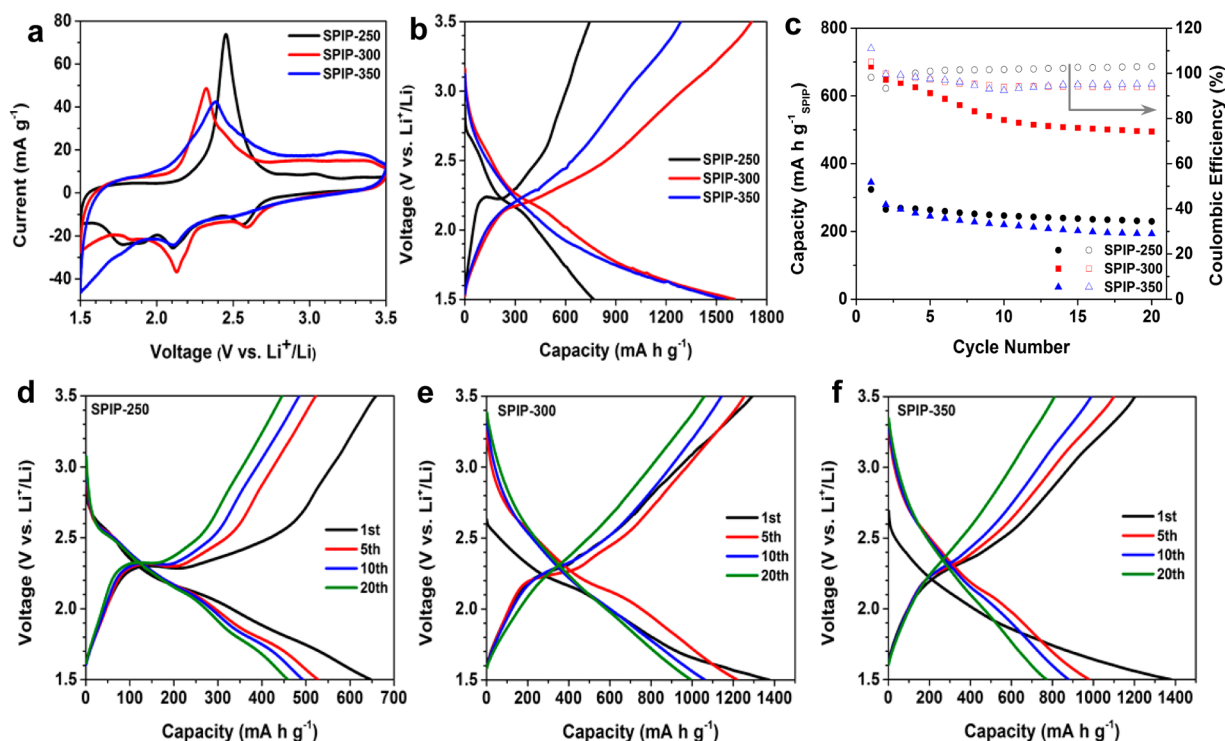 a
80
60
40
20
0
-20
-40
Current (mA g⁻¹)
SPIP-250
SPIP-300
SPIP-350
1.5 2.0 2.5 3.0 3.5
Voltage (V vs. Li⁺/Li)
b
3.5
3.0
2.5
2.0
1.5
Voltage (V vs. Li⁺/Li)
SPIP-250
SPIP-300
SPIP-350
0 300 600 900 1200 1500 1800
Capacity (mA h g⁻¹)
c
800
600
400
200
0
Capacity (mA h g⁻¹SPIP)
120
100
80
60
40
20
0
Coulombic Efficiency (%)
SPIP-250
SPIP-300
SPIP-350
0 5 10 15 20
Cycle Number
d
SPIP-250
3.5
3.0
2.5
2.0
1.5
Voltage (V vs. Li⁺/Li)
1st
5th
10th
20th
0 100 200 300 400 500 600 700
Capacity (mA h g⁻¹)
e
SPIP-300
3.5
3.0
2.5
2.0
1.5
Voltage (V vs. Li⁺/Li)
1st
5th
10th
20th
0 200 400 600 800 1000 1200 1400
Capacity (mA h g⁻¹)
f
SPIP-350
3.5
3.0
2.5
2.0
1.5
Voltage (V vs. Li⁺/Li)
1st
5th
10th
20th
0 200 400 600 800 1000 1200 1400
Capacity (mA h g⁻¹)